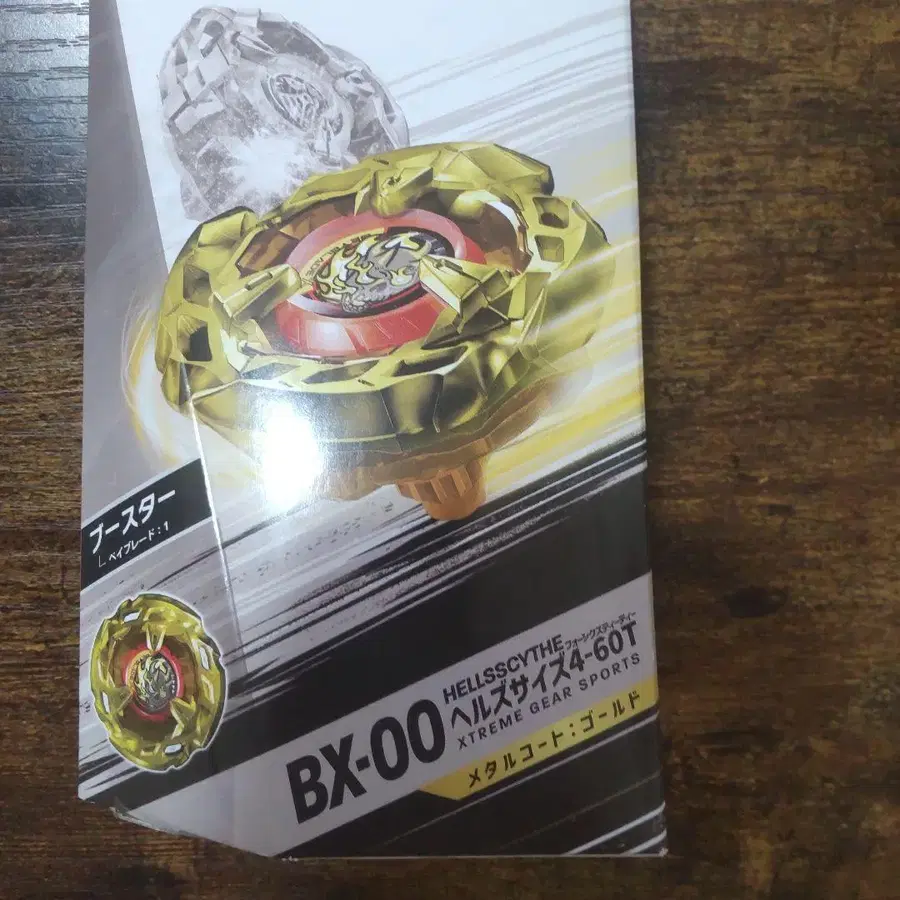 ブースター
ベイブレード:1
BX-00
HELLSSCYTHE
フォーシックスティーティー
ヘルズサイズ4-60T
XTREME GEAR SPORTS
メタルコート:ゴールド